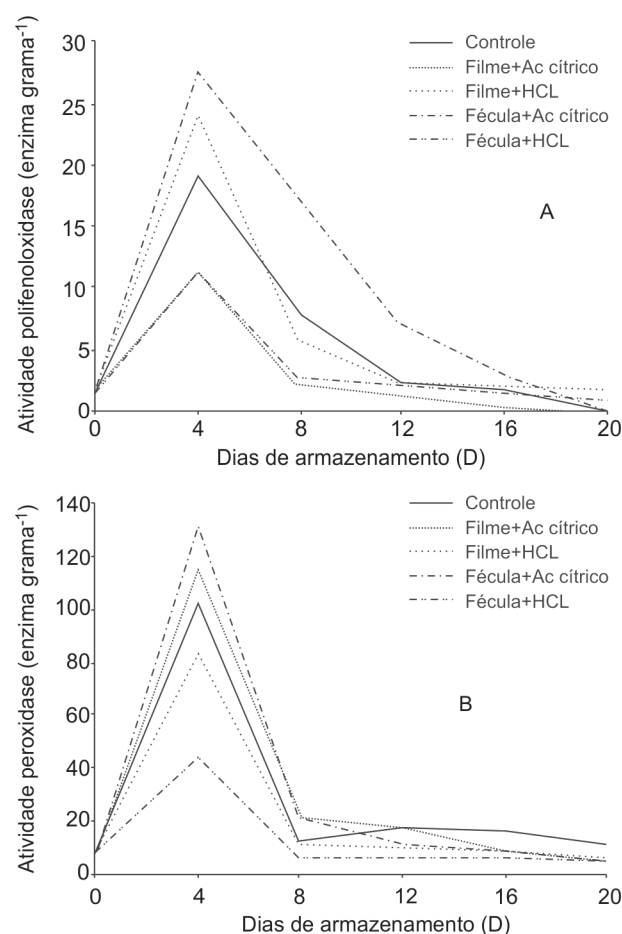 Atividade polifenoloxidase (enzima grama⁻¹)
30
25
20
15
10
5
0
Controle
Filme+Ac cítrico
Filme+HCL
Fécula+Ac cítrico
Fécula+HCL
A
0 4 8 12 16 20
Dias de armazenamento (D)
Atividade peroxidase (enzima grama⁻¹)
140
120
100
80
60
40
20
0
Controle
Filme+Ac cítrico
Filme+HCL
Fécula+Ac cítrico
Fécula+HCL
B
0 4 8 12 16 20
Dias de armazenamento (D)